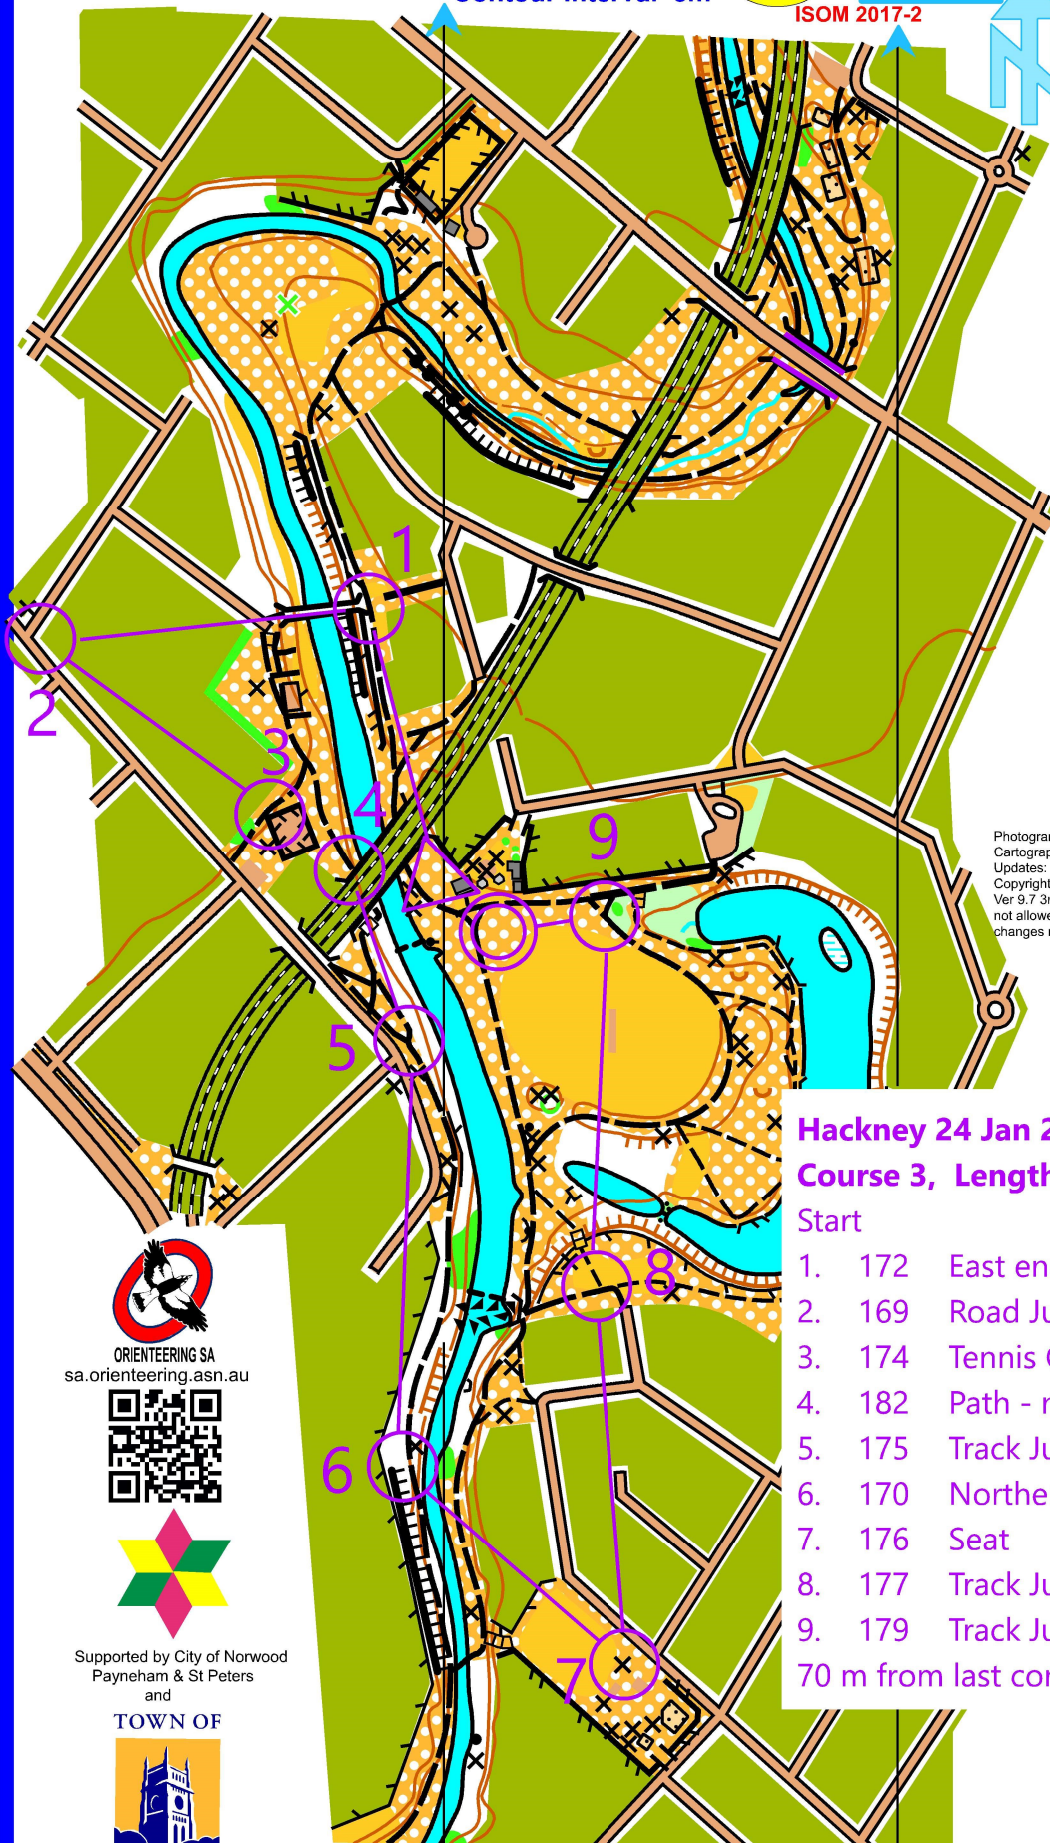 ISOM 2017-2
1
2
3
4
9
5
8
6
7
Updates:
Copyright
not allowe
Hackney 24 Jan 2
Course 3, Length
Start
1. 172 East en
2. 169 Road Ju
3. 174 Tennis
4. 182 Path -
5. 175 Track Ju
6. 170 Northe
7. 176 Seat
8. 177 Track Ju
9. 179 Track Ju
70 m from last con
ORIENTEERING SA
sa.orienteering.asn.au
Supported by City of Norwood
Payneham & St Peters
and
TOWN OF